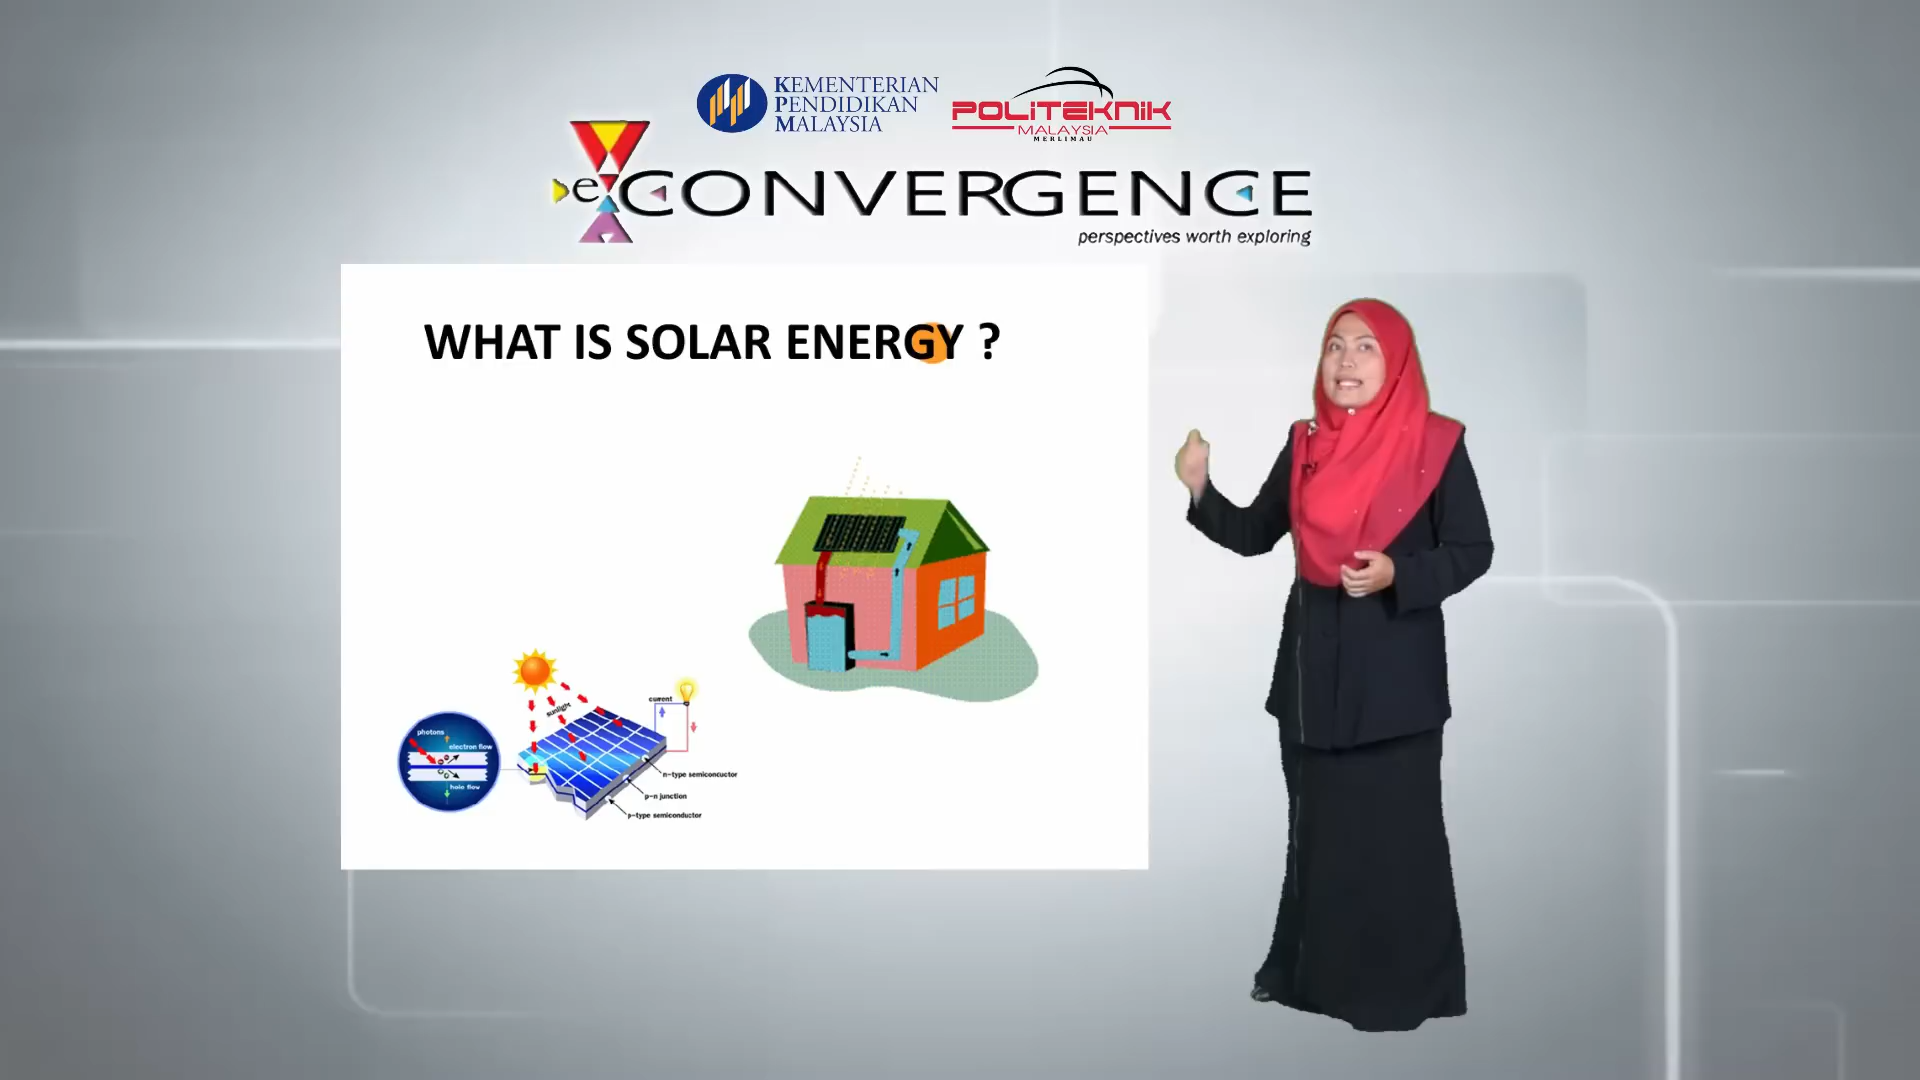 KEMENTERIAN
PENDIDIKAN
MALAYSIA
POLITEKNIK
MALAYSIA
MERLIMAU
e CONVERGENCE
perspectives worth exploring
WHAT IS SOLAR ENERGY ?
sunlight
current
photons
electron flow
hole flow
n-type semiconductor
p-n junction
p-type semiconductor